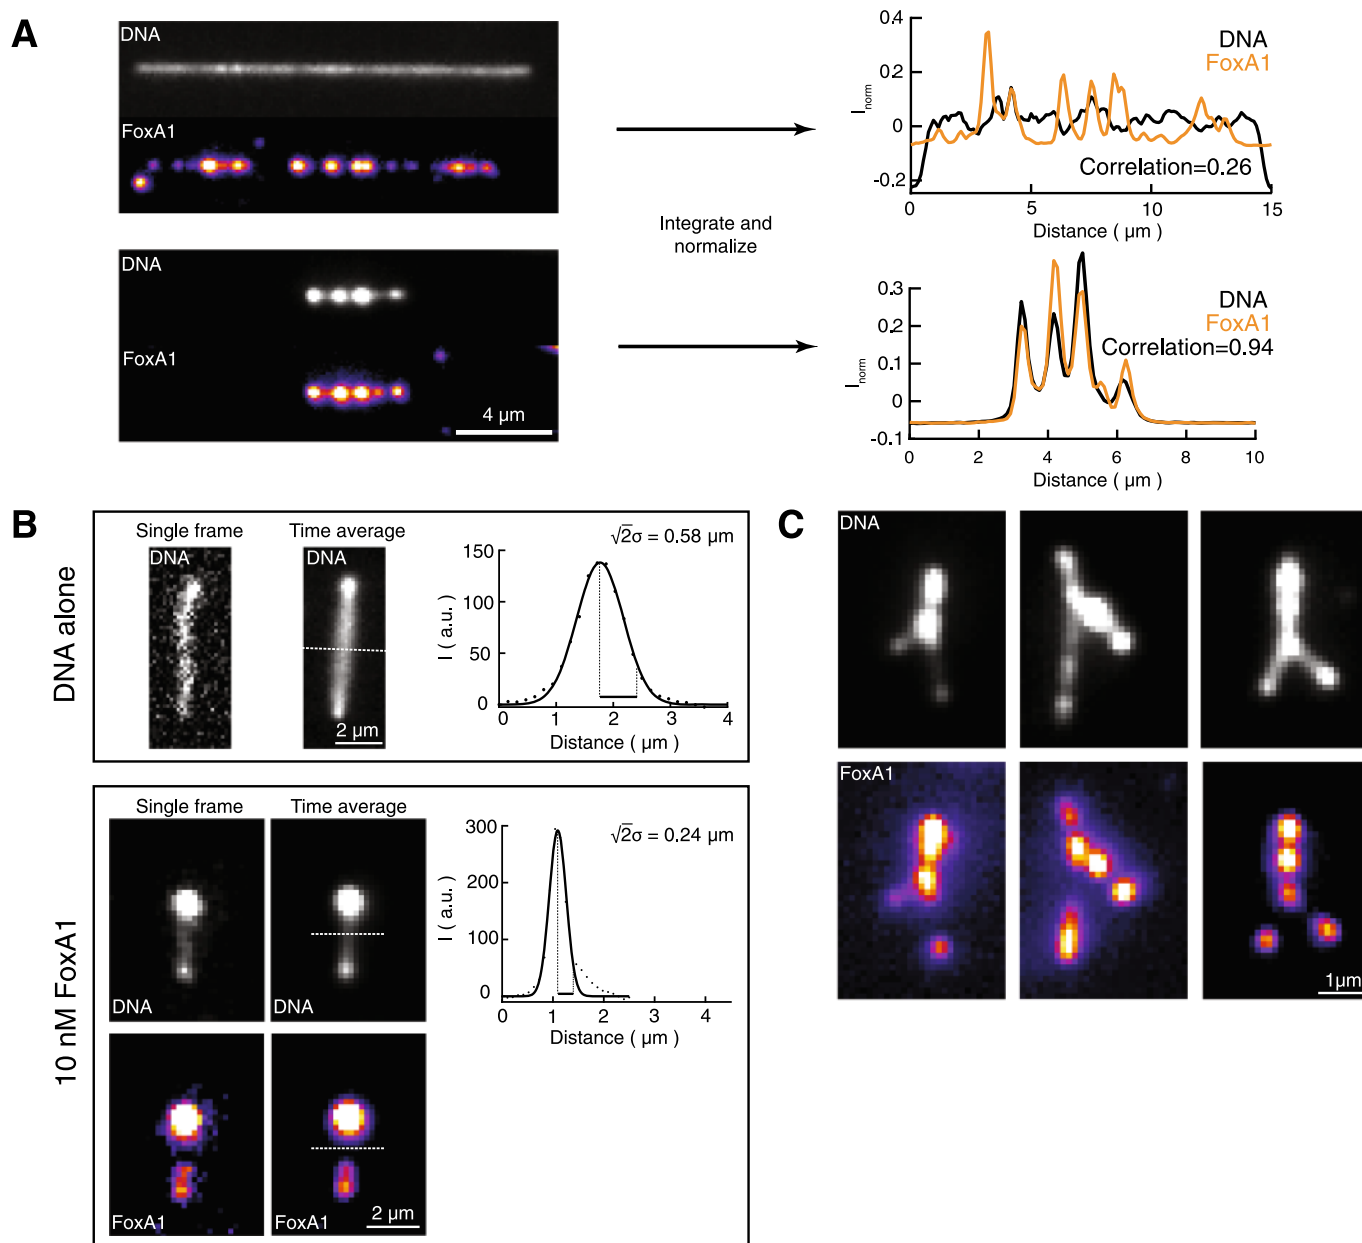 A
DNA
FoxA1
DNA
FoxA1
4 µm
Integrate and
normalize
0.4
0.2
0
-0.2
I norm
DNA
FoxA1
Correlation=0.26
0
5
10
15
Distance ( µm )
0.3
0.2
0.1
0
-0.1
I norm
DNA
FoxA1
Correlation=0.94
0
2
4
6
8
10
Distance ( µm )
B
DNA alone
Single frame
Time average
DNA
DNA
2 µm
√2σ = 0.58 µm
150
100
50
0
I ( a.u. )
0
1
2
3
4
Distance ( µm )
10 nM FoxA1
Single frame
Time average
DNA
DNA
FoxA1
FoxA1
2 µm
√2σ = 0.24 µm
300
200
100
0
I ( a.u. )
0
1
2
3
4
Distance ( µm )
C
DNA
FoxA1
1µm